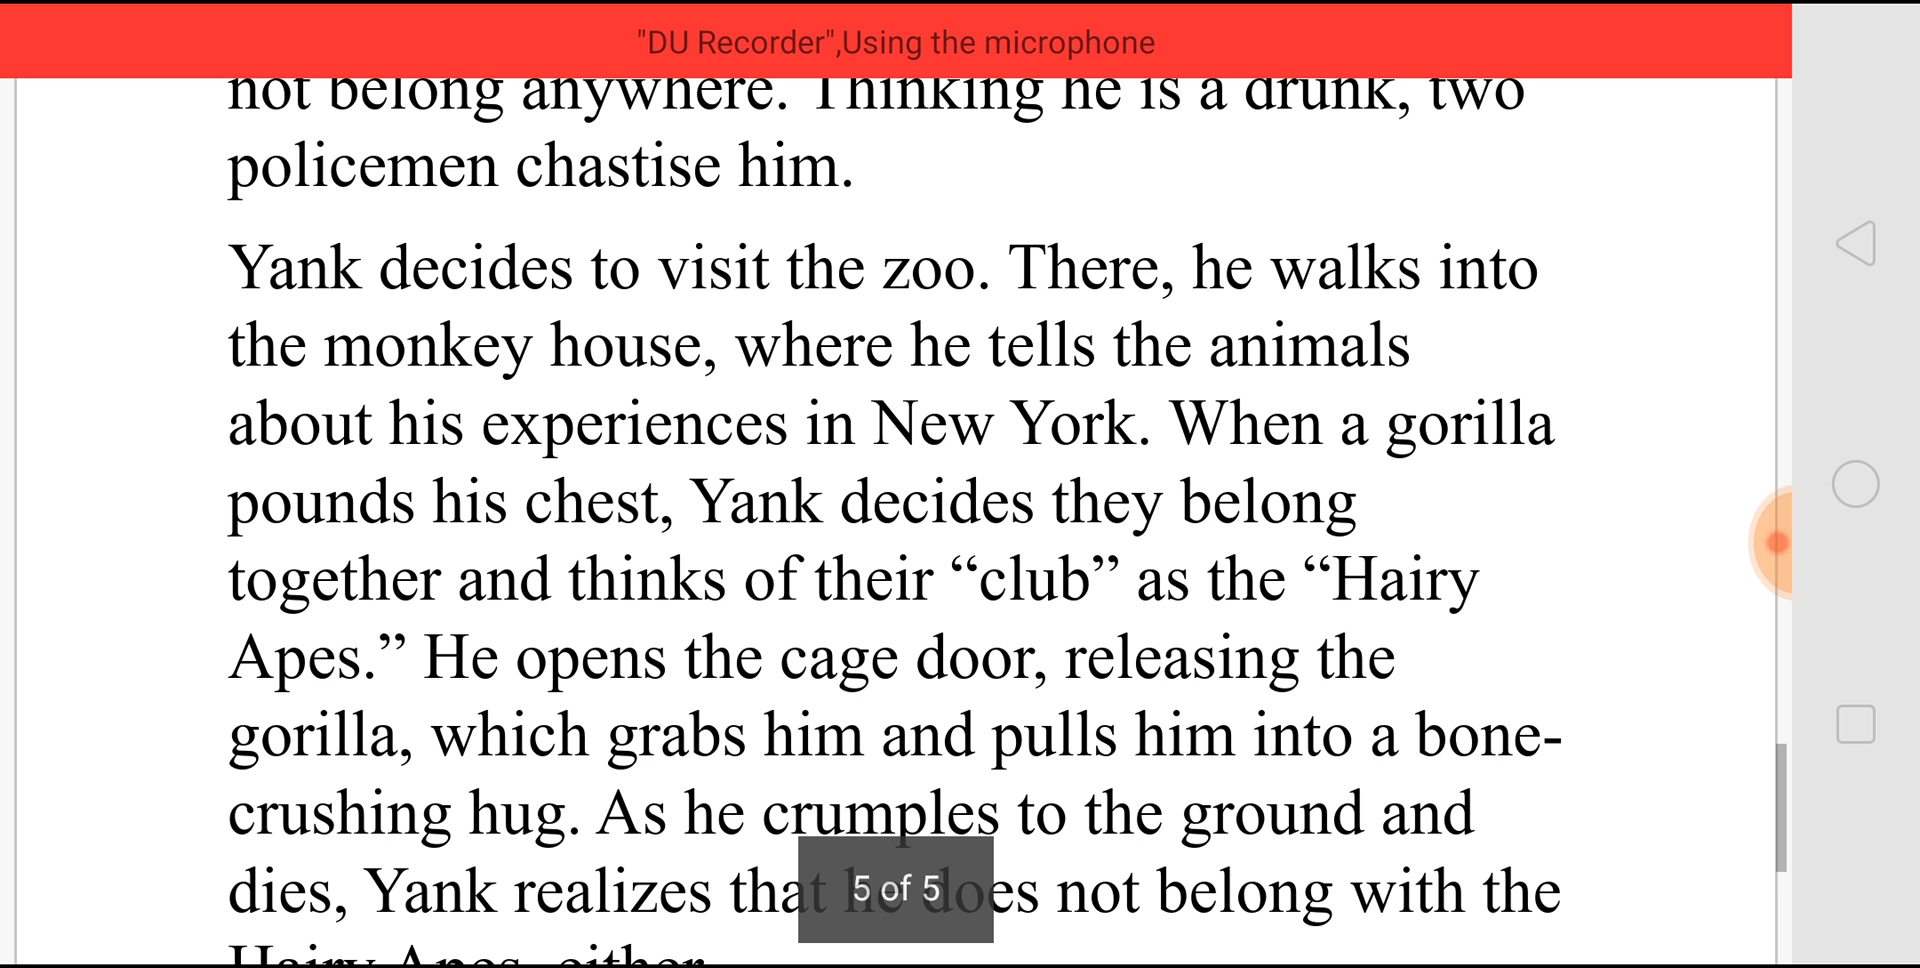 "DU Recorder",Using the microphone
not belong anywhere. Thinking he is a drunk, two
policemen chastise him.
Yank decides to visit the zoo. There, he walks into
the monkey house, where he tells the animals
about his experiences in New York. When a gorilla
pounds his chest, Yank decides they belong
together and thinks of their “club” as the “Hairy
Apes.” He opens the cage door, releasing the
gorilla, which grabs him and pulls him into a bone-
crushing hug. As he crumples to the ground and
dies, Yank realizes that he does not belong with the
5 of 5
Hairy Apes, either.